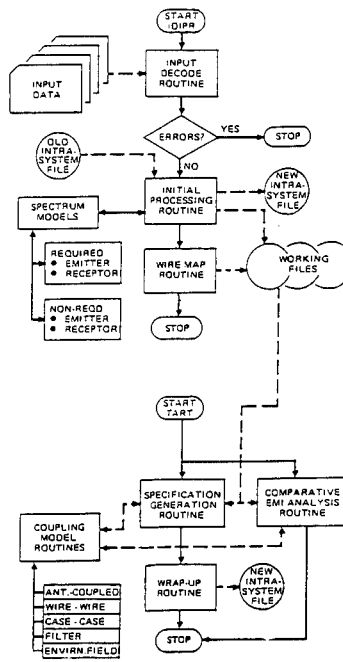 START
IDIPR
INPUT
DECODE
ROUTINE
INPUT
DATA
ERRORS?
YES
STOP
NO
OLD
INTRA-
SYSTEM
FILE
INITIAL
PROCESSING
ROUTINE
NEW
INTRA-
SYSTEM
FILE
SPECTRUM
MODELS
REQUIRED
● EMITTER
● RECEPTOR
NON-REQD
● EMITTER
● RECEPTOR
WIRE MAP
ROUTINE
WORKING
FILES
STOP
START
TART
SPECIFICATION
GENERATION
ROUTINE
COMPARATIVE
EMI ANALYSIS
ROUTINE
COUPLING
MODEL
ROUTINES
ANT.-COUPLED
WIRE - WIRE
CASE - CASE
FILTER
ENVIRN.FIELD
WRAP-UP
ROUTINE
NEW
INTRA-
SYSTEM
FILE
STOP